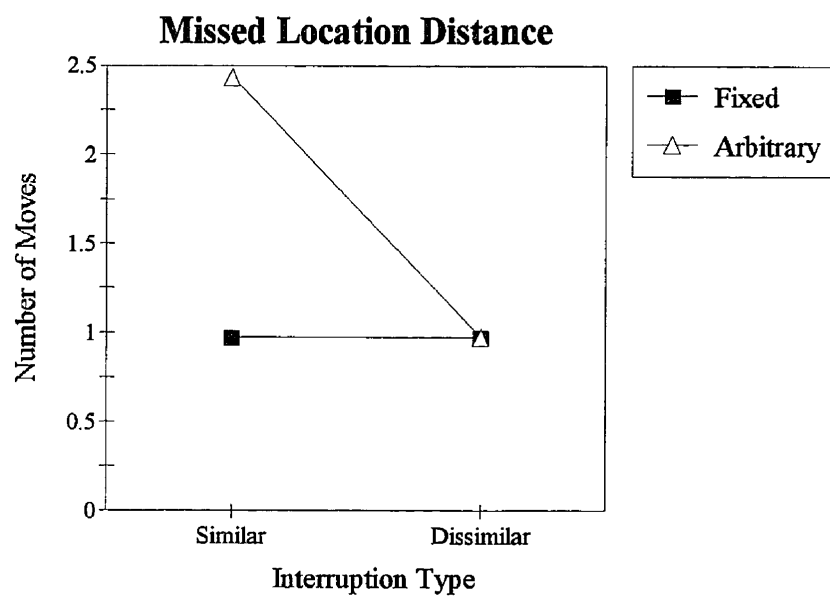 Missed Location Distance
2.5
2
1.5
1
0.5
0
Number of Moves
Similar
Dissimilar
Interruption Type
Fixed
Arbitrary